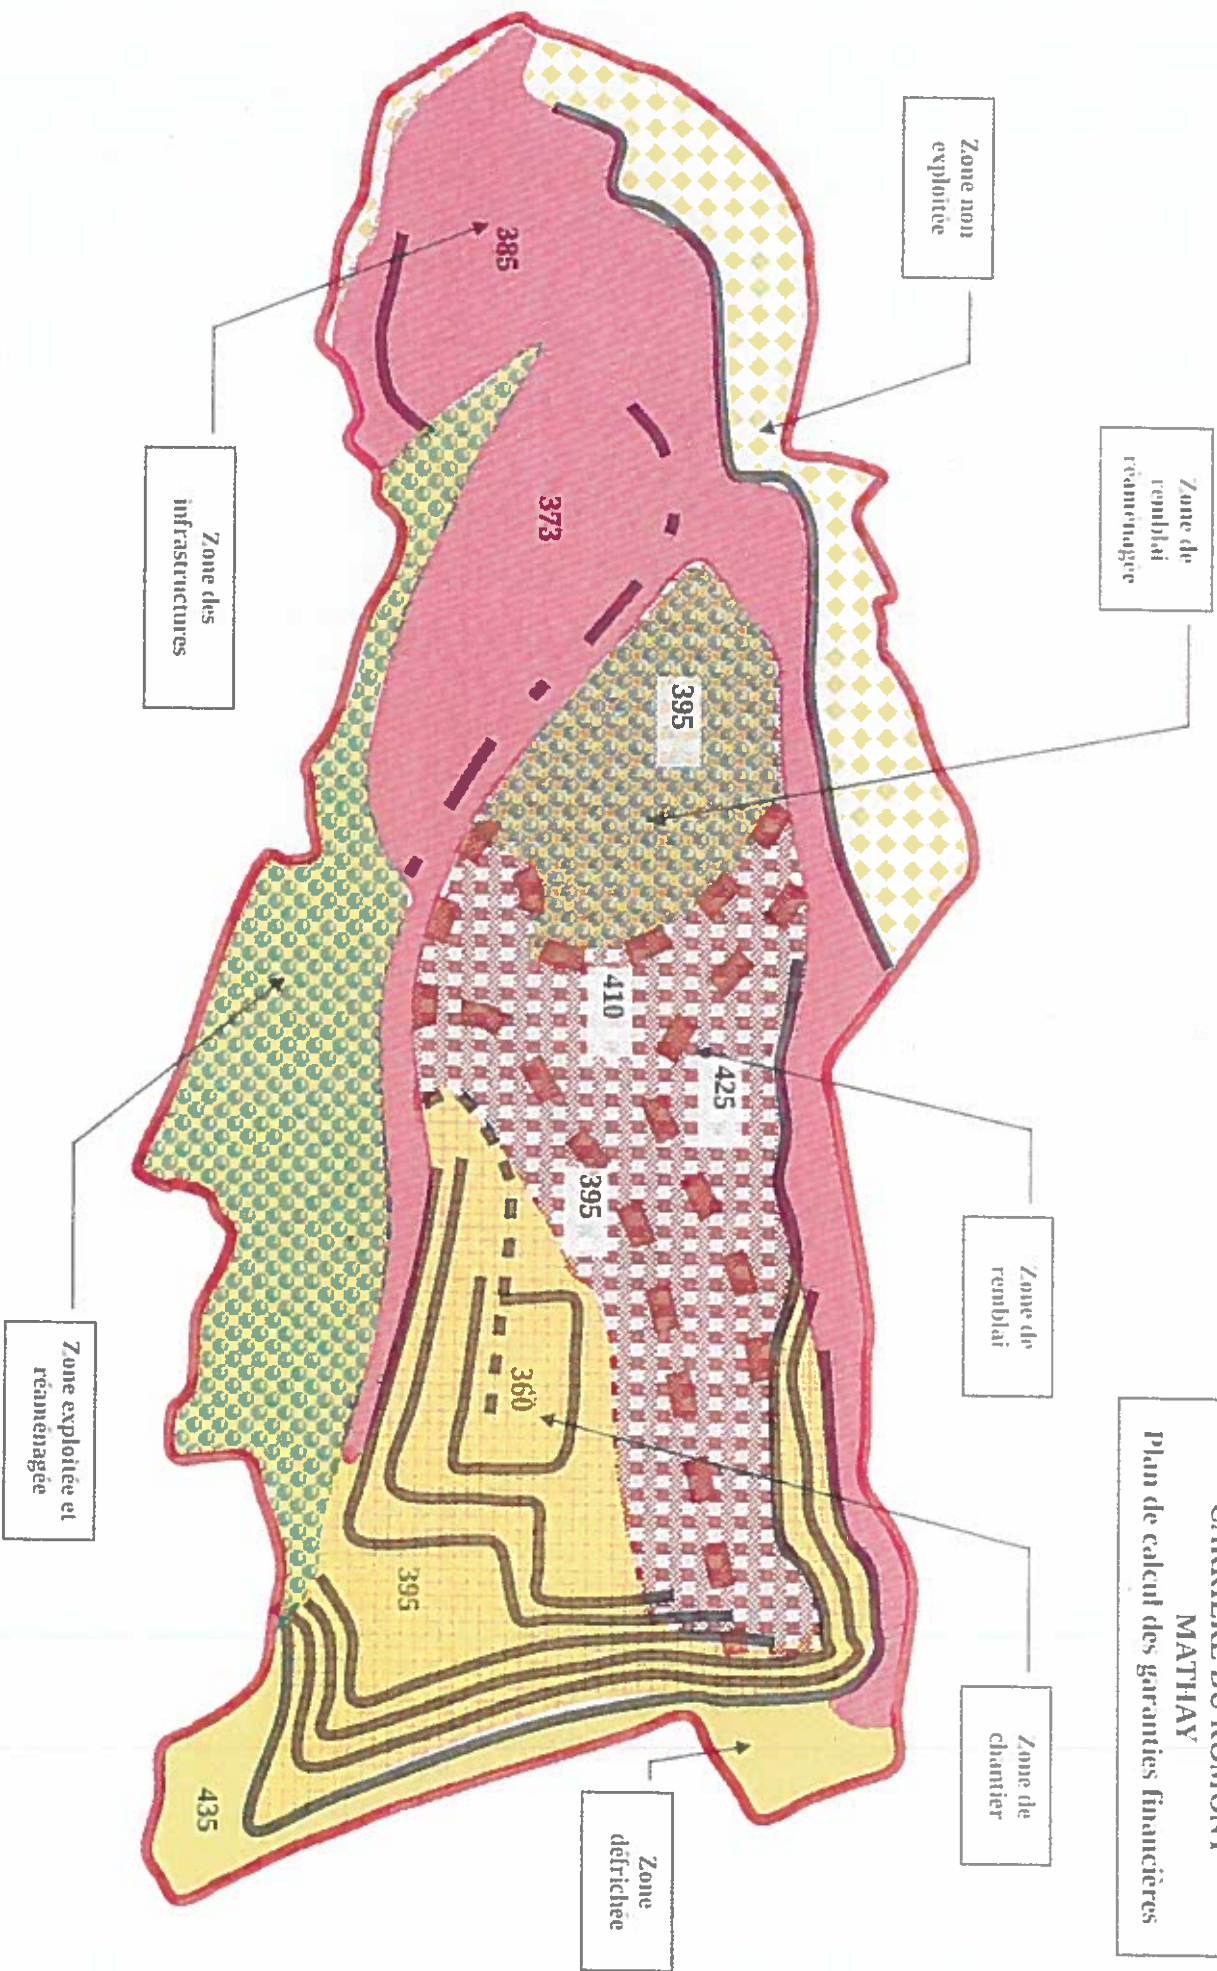 MATHAY
Plan de calcul des garanties financières
Zone non
exploitée
Zone de
remblai
réaménagée
Zone de
remblai
Zone de
chantier
385
373
395
410
425
395
360
395
435
Zone des
infrastructures
Zone exploitée et
réaménagée
Zone
défrichée